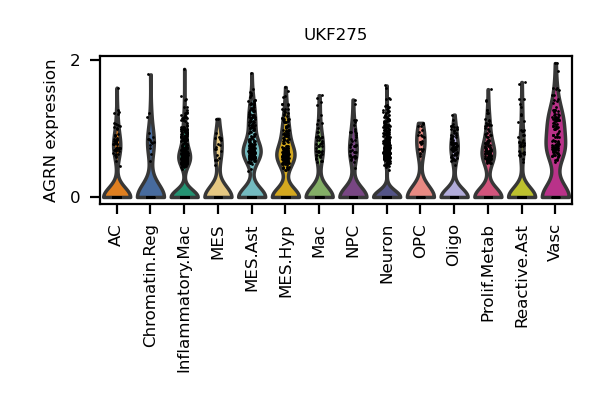 UKF275
AGRN expression
2
0
AC
Chromatin.Reg
Inflammatory.Mac
MES
MES.Ast
MES.Hyp
Mac
NPC
Neuron
OPC
Oligo
Prolif.Metab
Reactive.Ast
Vasc